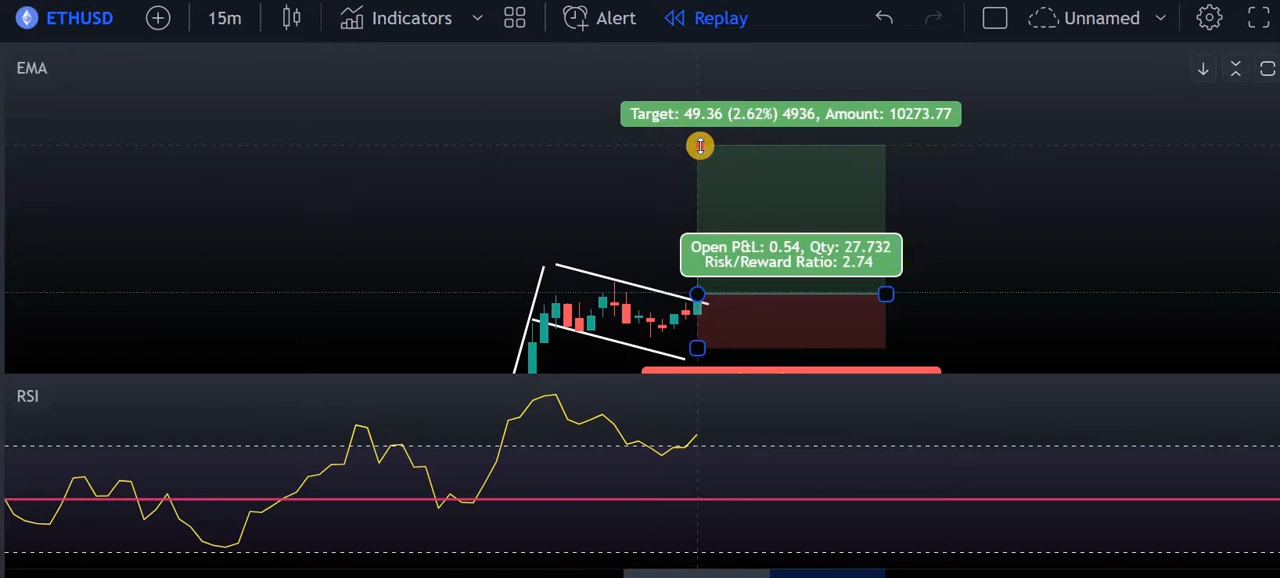 ETHUSD 15m Indicators Alert Replay Unnamed
EMA
Target: 49.36 (2.62%) 4936, Amount: 10273.77
Open P&L: 0.54, Qty: 27.732
Risk/Reward Ratio: 2.74
RSI